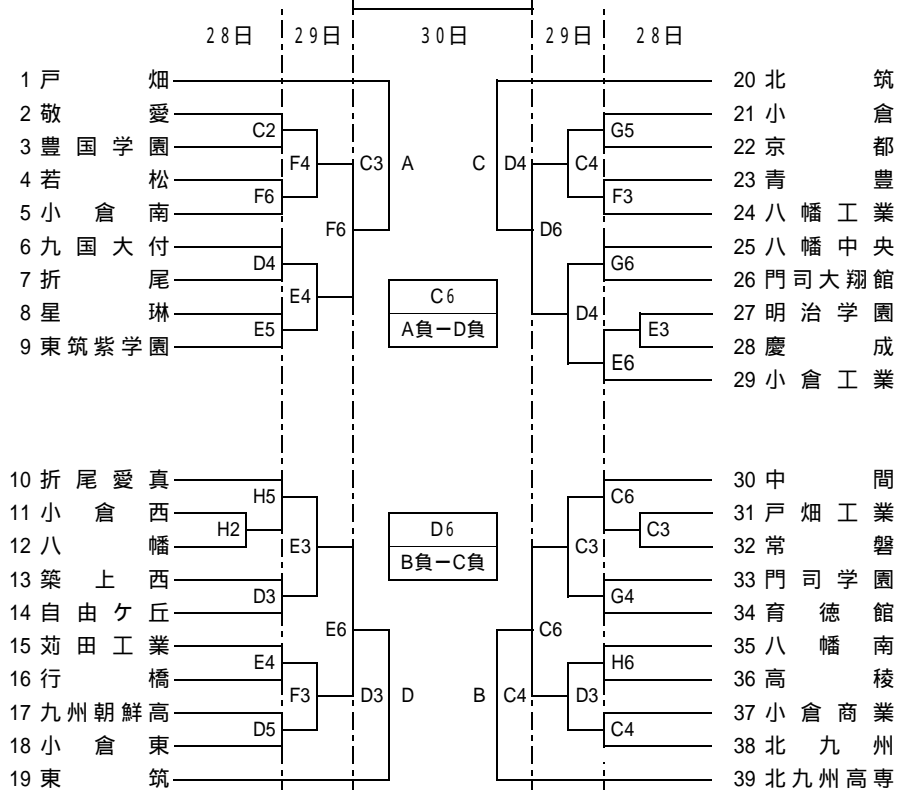 28日 29日 30日 29日 28日
1 戸畑 20 北筑
2 敬愛 21 小倉
C2 G5
3 豊国学園 22 京都
F4 C3 A C D4 C4
4 若松 23 青豊
F6 F3
5 小倉南 24 八幡工業
F6 D6
6 九国大付 25 八幡中央
D4 G6
7 折尾 26 門司大翔館
E4 C6
8 星琳 D4 27 明治学園
E5 A負ー D負 E3
9 東筑紫学園 28 慶成
E6
29 小倉工業
10 折尾愛真 30 中間
H5 C6
11 小倉西 31 戸畑工業
H2 D6 C3
12 八幡 E3 C3 32 常磐
B負ー C負
13 築上西 33 門司学園
D3 G4
14 自由ケ丘 34 育徳館
E6 C6
15 苅田工業 35 八幡南
E4 H6
16 行橋 36 高稜
F3 D3 D B C4 D3
17 九州朝鮮高 37 小倉商業
D5 C4
18 小倉東 38 北九州
19 東筑 39 北九州高専